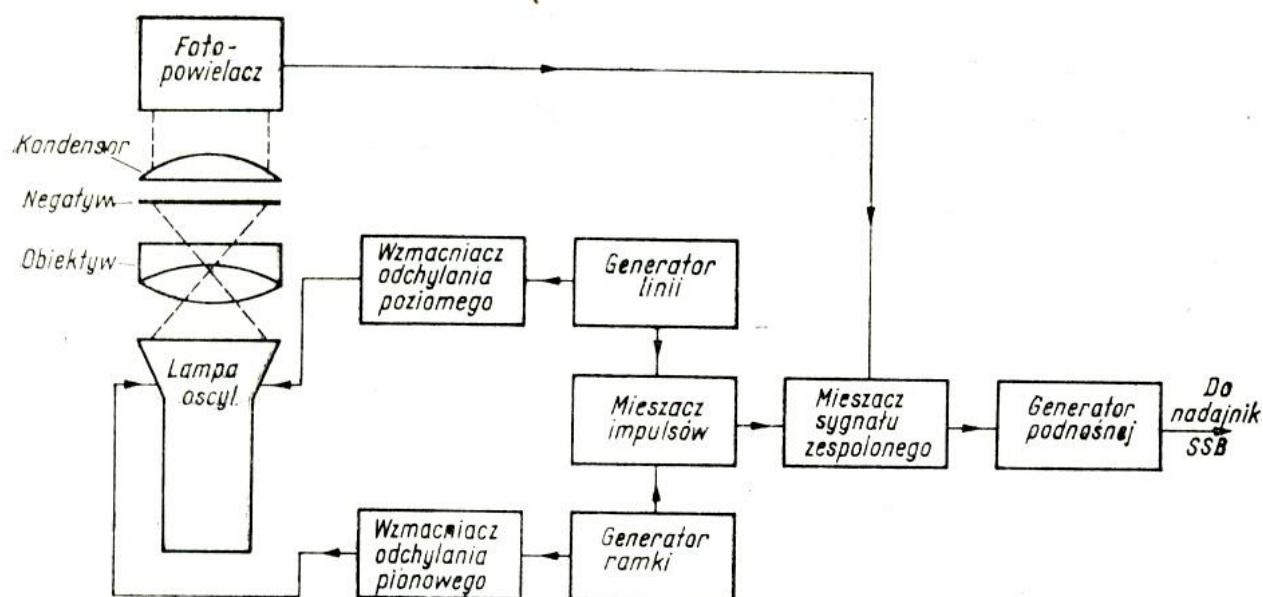 Foto-
powielacz
Kondensor
Negatyw
Obiektyw
Lampa
oscyl.
Wzmacniacz
odchylania
poziomego
Generator
linii
Mieszacz
impulsów
Mieszacz
sygnału
zespolonego
Generator
podnośnej
Do
nadajnik
SSB
Wzmacniacz
odchylania
pionowego
Generator
ramki